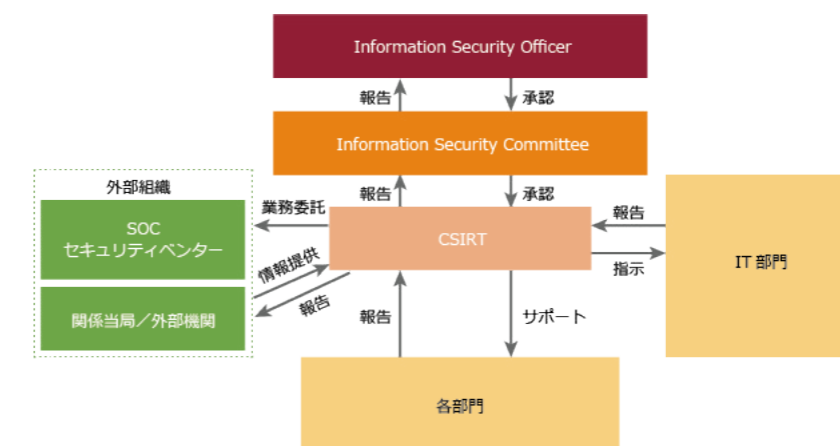 Information Security Officer
報告
承認
Information Security Committee
外部組織
報告
承認
業務委託
報告
SOC
セキュリティベンター
CSIRT
IT 部門
情報提供
指示
関係当局／外部機関
報告
報告
サポート
各部門